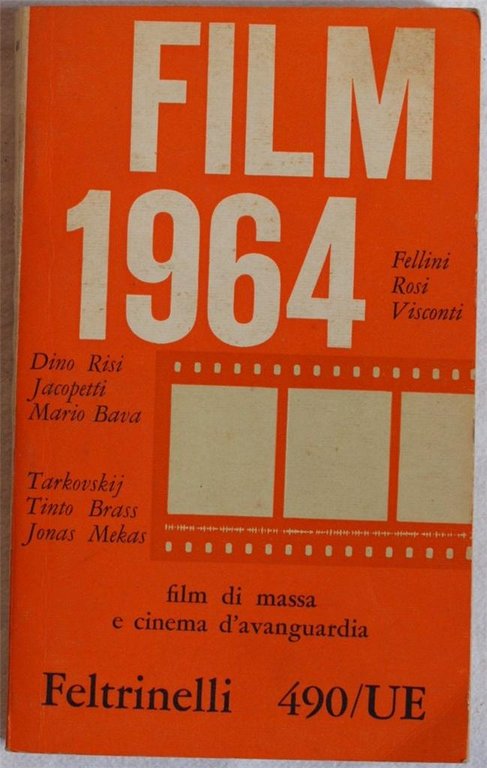 FILM
1964
Fellini
Rosi
Visconti
Dino Risi
Jacopetti
Mario Bava
Tarkovskij
Tinto Brass
Jonas Mekas
film di massa
e cinema d'avanguardia
Feltrinelli 490/UE